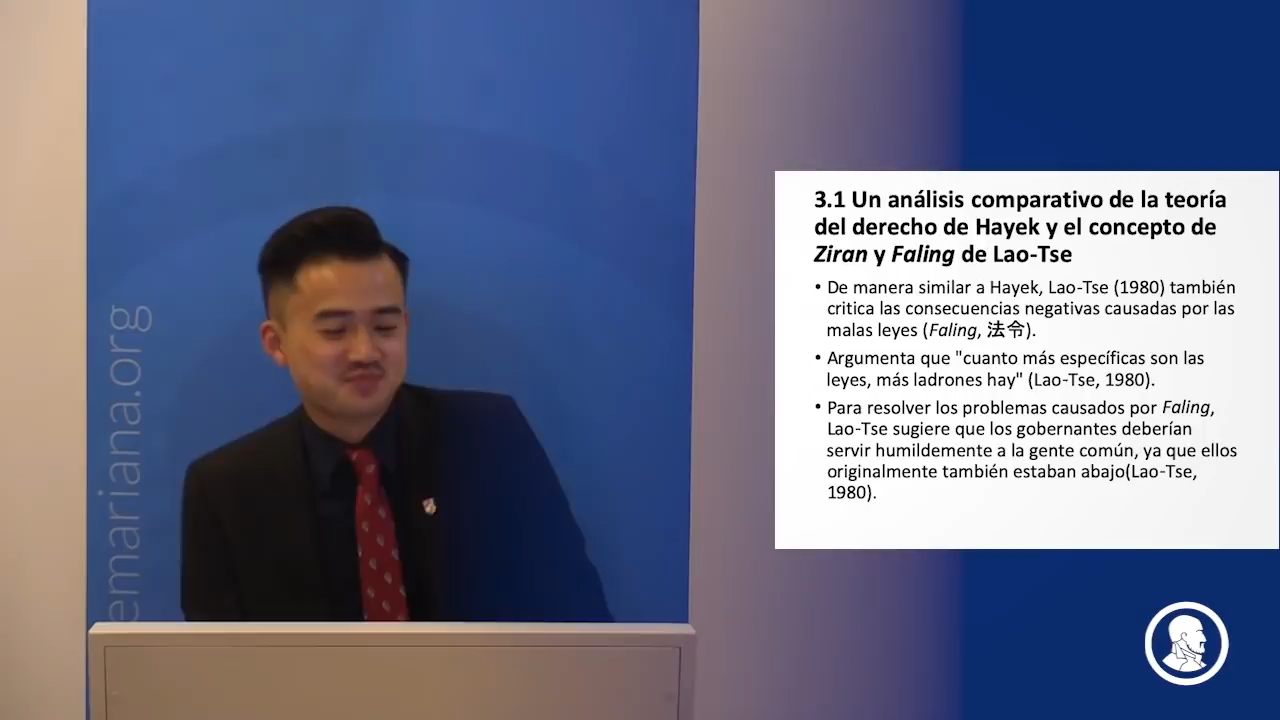 emariana.org
3.1 Un análisis comparativo de la teoría
del derecho de Hayek y el concepto de
Ziran y Faling de Lao-Tse
• De manera similar a Hayek, Lao-Tse (1980) también
critica las consecuencias negativas causadas por las
malas leyes (Faling, 法令).
• Argumenta que "cuanto más específicas son las
leyes, más ladrones hay" (Lao-Tse, 1980).
• Para resolver los problemas causados por Faling,
Lao-Tse sugiere que los gobernantes deberían
servir humildemente a la gente común, ya que ellos
originalmente también estaban abajo(Lao-Tse,
1980).